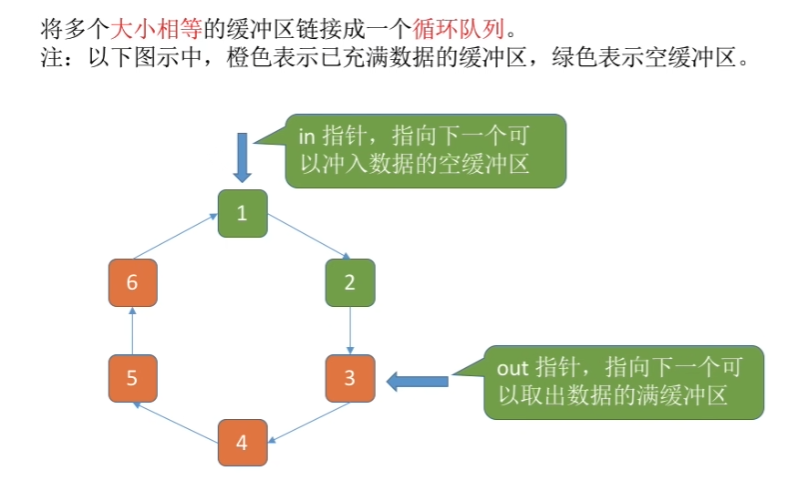 将多个大小相等的缓冲区链接成一个循环队列。
注：以下图示中，橙色表示已充满数据的缓冲区，绿色表示空缓冲区。
in 指针，指向下一个可
以冲入数据的空缓冲区
1
6
2
5
3
out 指针，指向下一个可
以取出数据的满缓冲区
4